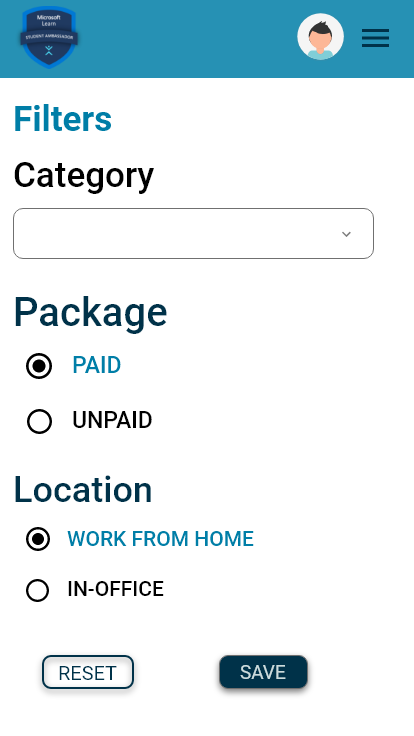 Microsoft
Learn
STUDENT AMBASSADOR
Filters
Category
Package
PAID
UNPAID
Location
WORK FROM HOME
IN-OFFICE
RESET
SAVE